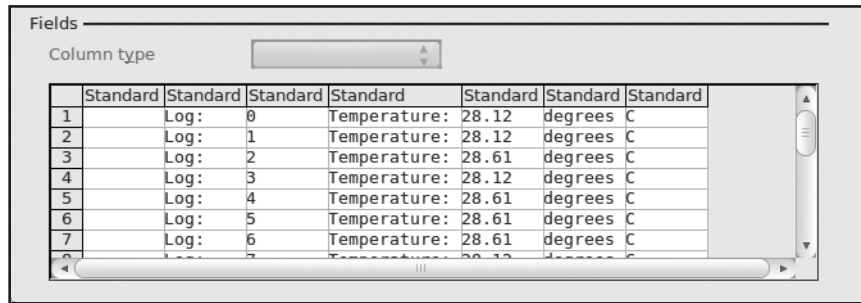 Fields
Column type
Standard Standard Standard Standard Standard Standard Standard
1 Log: 0 Temperature: 28.12 degrees C
2 Log: 1 Temperature: 28.12 degrees C
3 Log: 2 Temperature: 28.61 degrees C
4 Log: 3 Temperature: 28.12 degrees C
5 Log: 4 Temperature: 28.61 degrees C
6 Log: 5 Temperature: 28.61 degrees C
7 Log: 6 Temperature: 28.61 degrees C